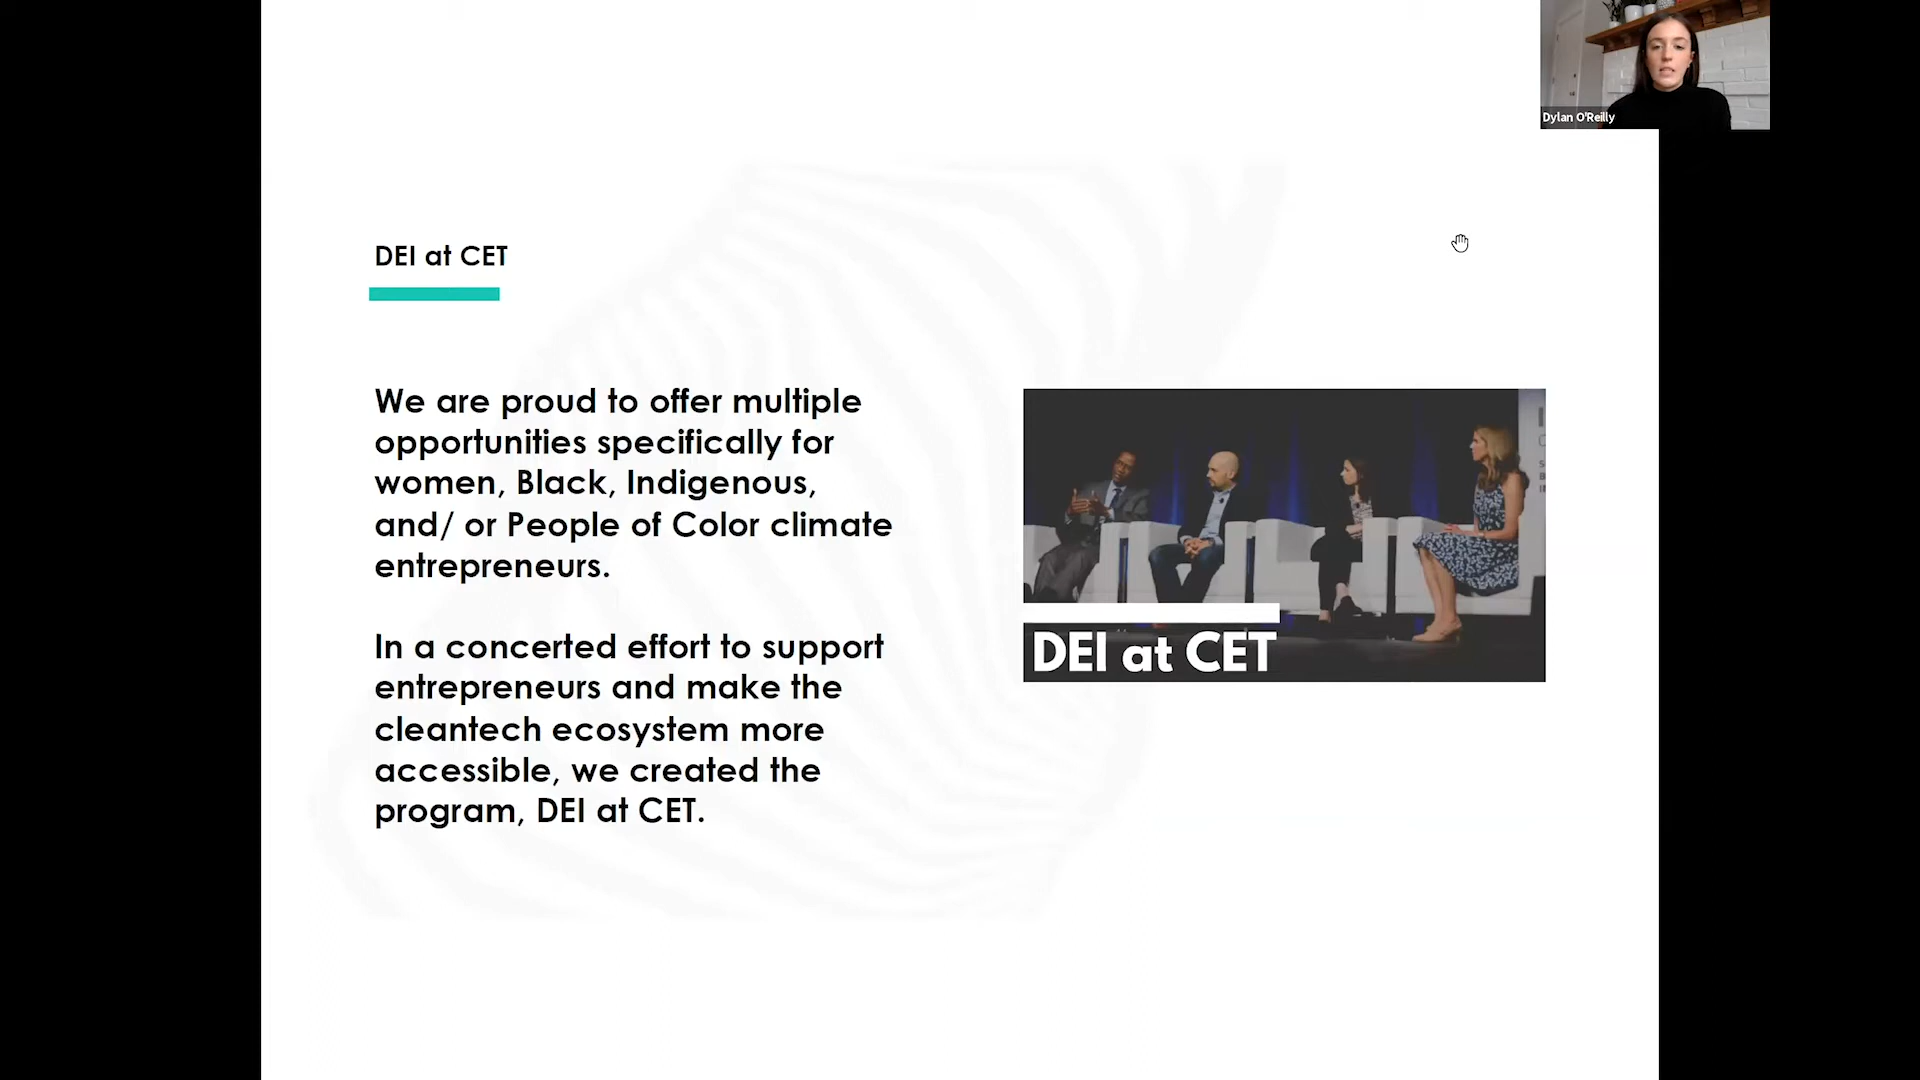 Dylan O'Reilly
DEI at CET
We are proud to offer multiple
opportunities specifically for
women, Black, Indigenous,
and/ or People of Color climate
entrepreneurs.
In a concerted effort to support
entrepreneurs and make the
cleantech ecosystem more
accessible, we created the
program, DEI at CET.
DEI at CET